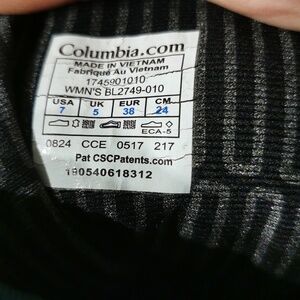 Columbia.com
MADE IN VIETNAM
Fabriqué Au Vietnam
1745901010
WMN'S BL2749-010
USA UK EUR CM
7 5 38 24
ECA-5
0824 CCE 0517 217
Pat CSCPatents.com
190540618312